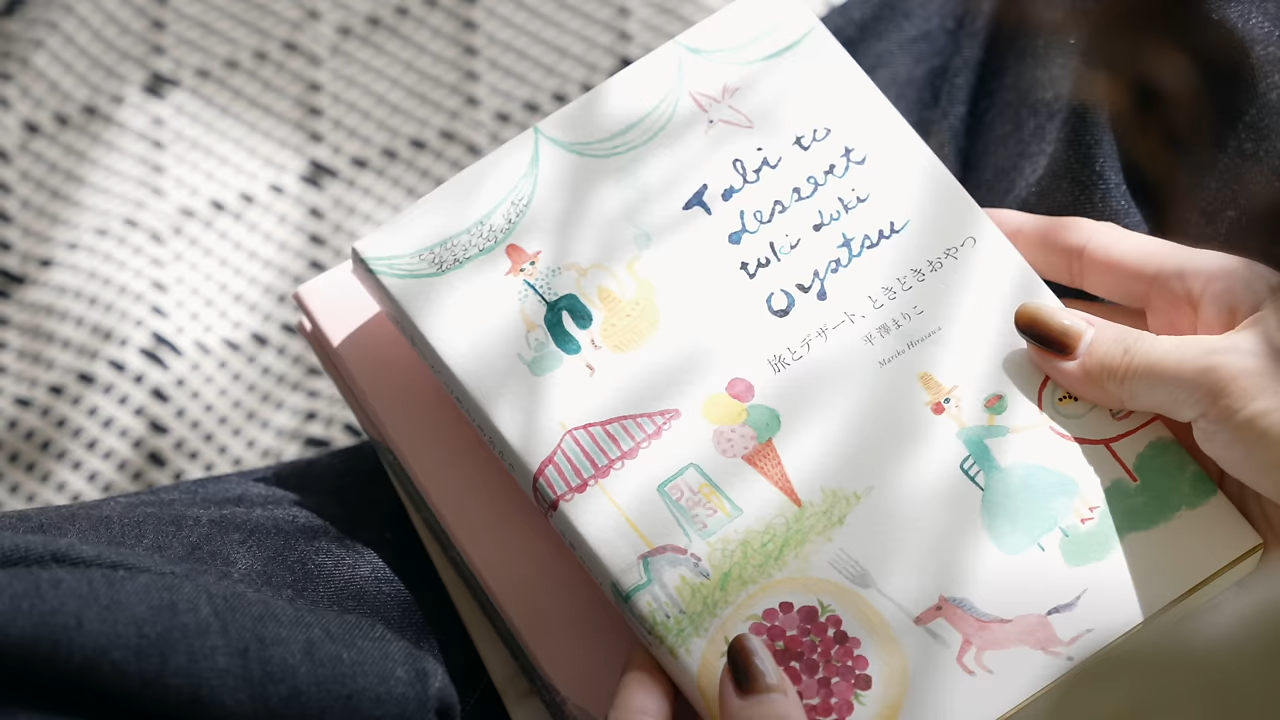 Tabi to
dessert
toki doki
Oyatsu
旅とデザート、ときどきおやつ
平澤まりこ
Mariko Hirasawa